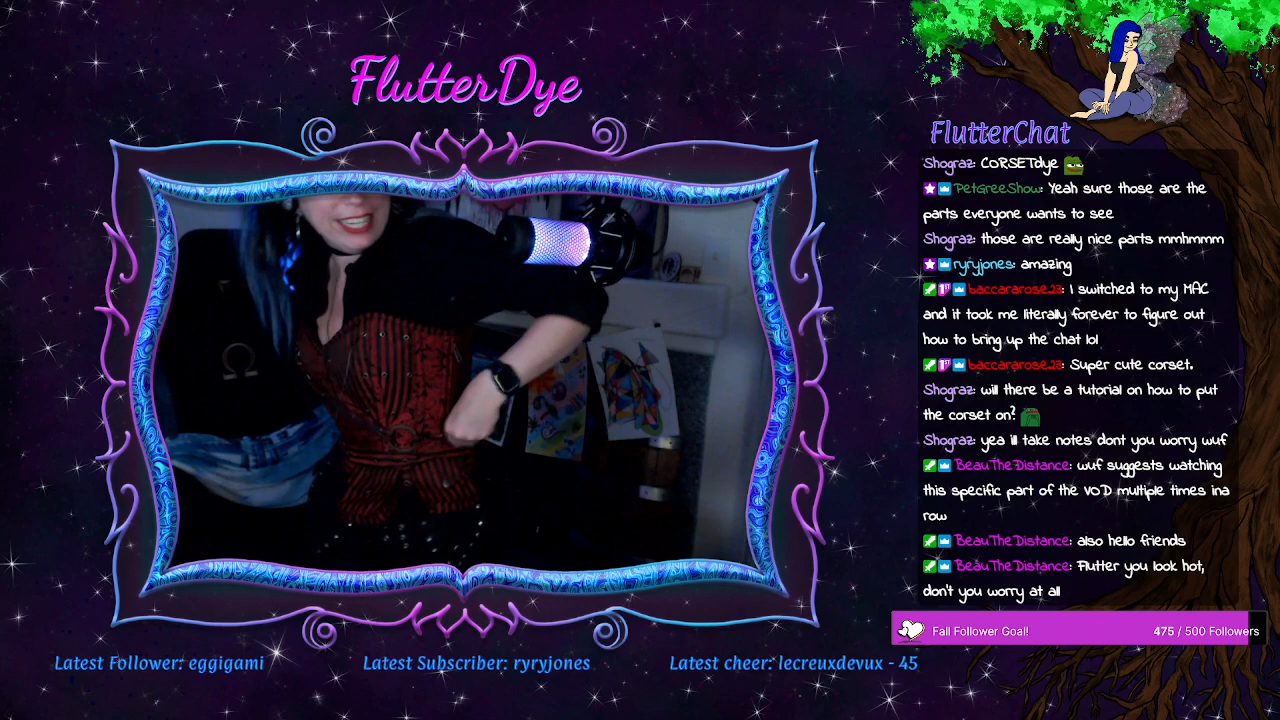 FlutterDye
FlutterChat
Shograz: CORSETdye
PetGreeShow: Yeah sure those are the
parts everyone wants to see
Shograz: those are really nice parts mmhmmm
ryryjones: amazing
baccararose23: I switched to my MAC
and it took me literally forever to figure out
how to bring up the chat lol
baccararose23: Super cute corset.
Shograz: will there be a tutorial on how to put
the corset on?
Shograz: yea ill take notes dont you worry wuf
BeauTheDistance: wuf suggests watching
this specific part of the VOD multiple times ina
row
BeauTheDistance: also hello friends
BeauTheDistance: Flutter you look hot,
don't you worry at all
Fall Follower Goal! 475 / 500 Followers
Latest Follower: eggigami Latest Subscriber: ryryjones Latest cheer: lecreuxdevux - 45